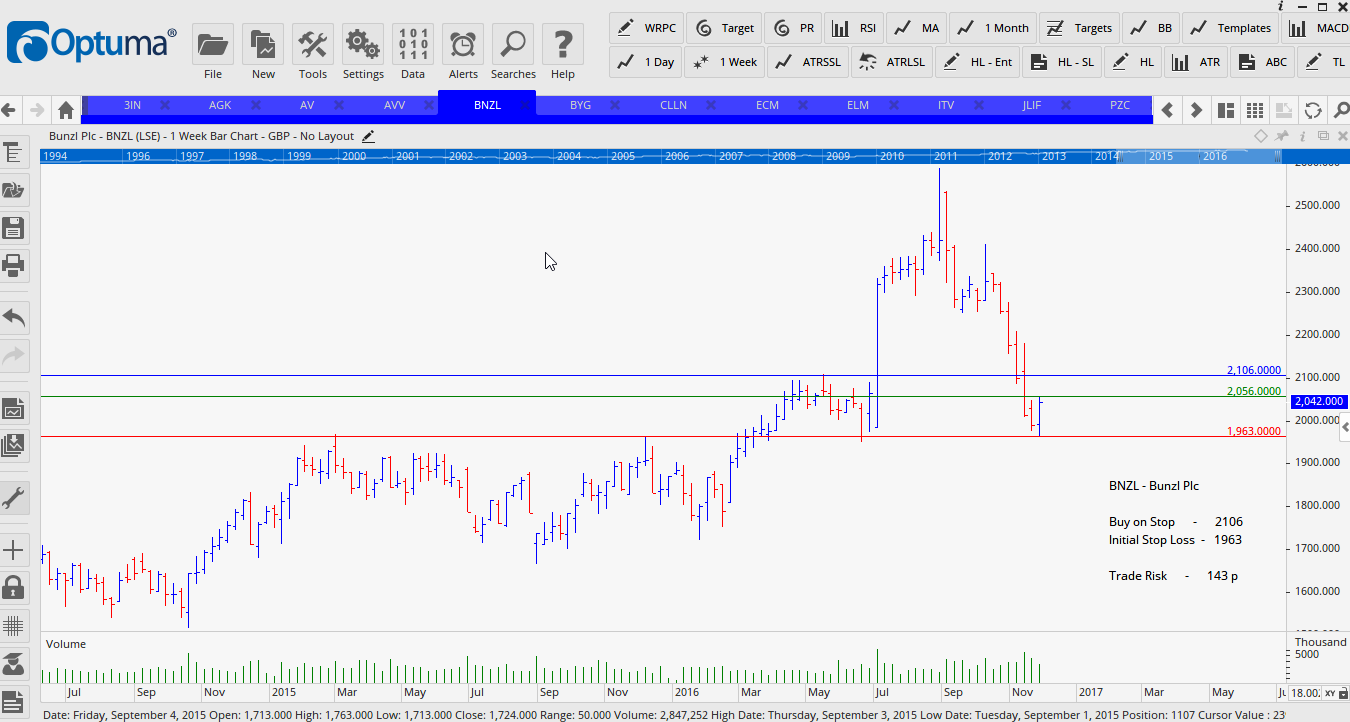 Optuma®
File New Tools Settings Data Alerts Searches Help
WRPC Target PR RSI MA 1 Month Targets BB Templates MACD
1 Day 1 Week ATRSSL ATRLSL HL - Ent HL - SL HL ATR ABC TL
3IN AGK AV AVV BNZL BYG CLLN ECM ELM ITV JLIF PZC
Bunzl Plc - BNZL (LSE) - 1 Week Bar Chart - GBP - No Layout
1994 1996 1997 1998 1999 2000 2001 2002 2003 2004 2005 2006 2007 2008 2009 2010 2011 2012 2013 2014 2015 2016
2500.000
2400.000
2300.000
2200.000
2,106.0000
2100.000
2,056.0000
2,042.000
2000.000
1,963.0000
1900.000
1800.000
1700.000
1600.000
BNZL - Bunzl Plc
Buy on Stop - 2106
Initial Stop Loss - 1963
Trade Risk - 143 p
Volume
Thousand
5000
Jul Sep Nov 2015 Mar May Jul Sep Nov 2016 Mar May Jul Sep Nov 2017 Mar May 18.00 XY
Date: Friday, September 4, 2015 Open: 1,713.000 High: 1,763.000 Low: 1,713.000 Close: 1,724.000 Range: 50.000 Volume: 2,847,252 High Date: Thursday, September 3, 2015 Low Date: Tuesday, September 1, 2015 Position: 1107 Cursor Value : 23